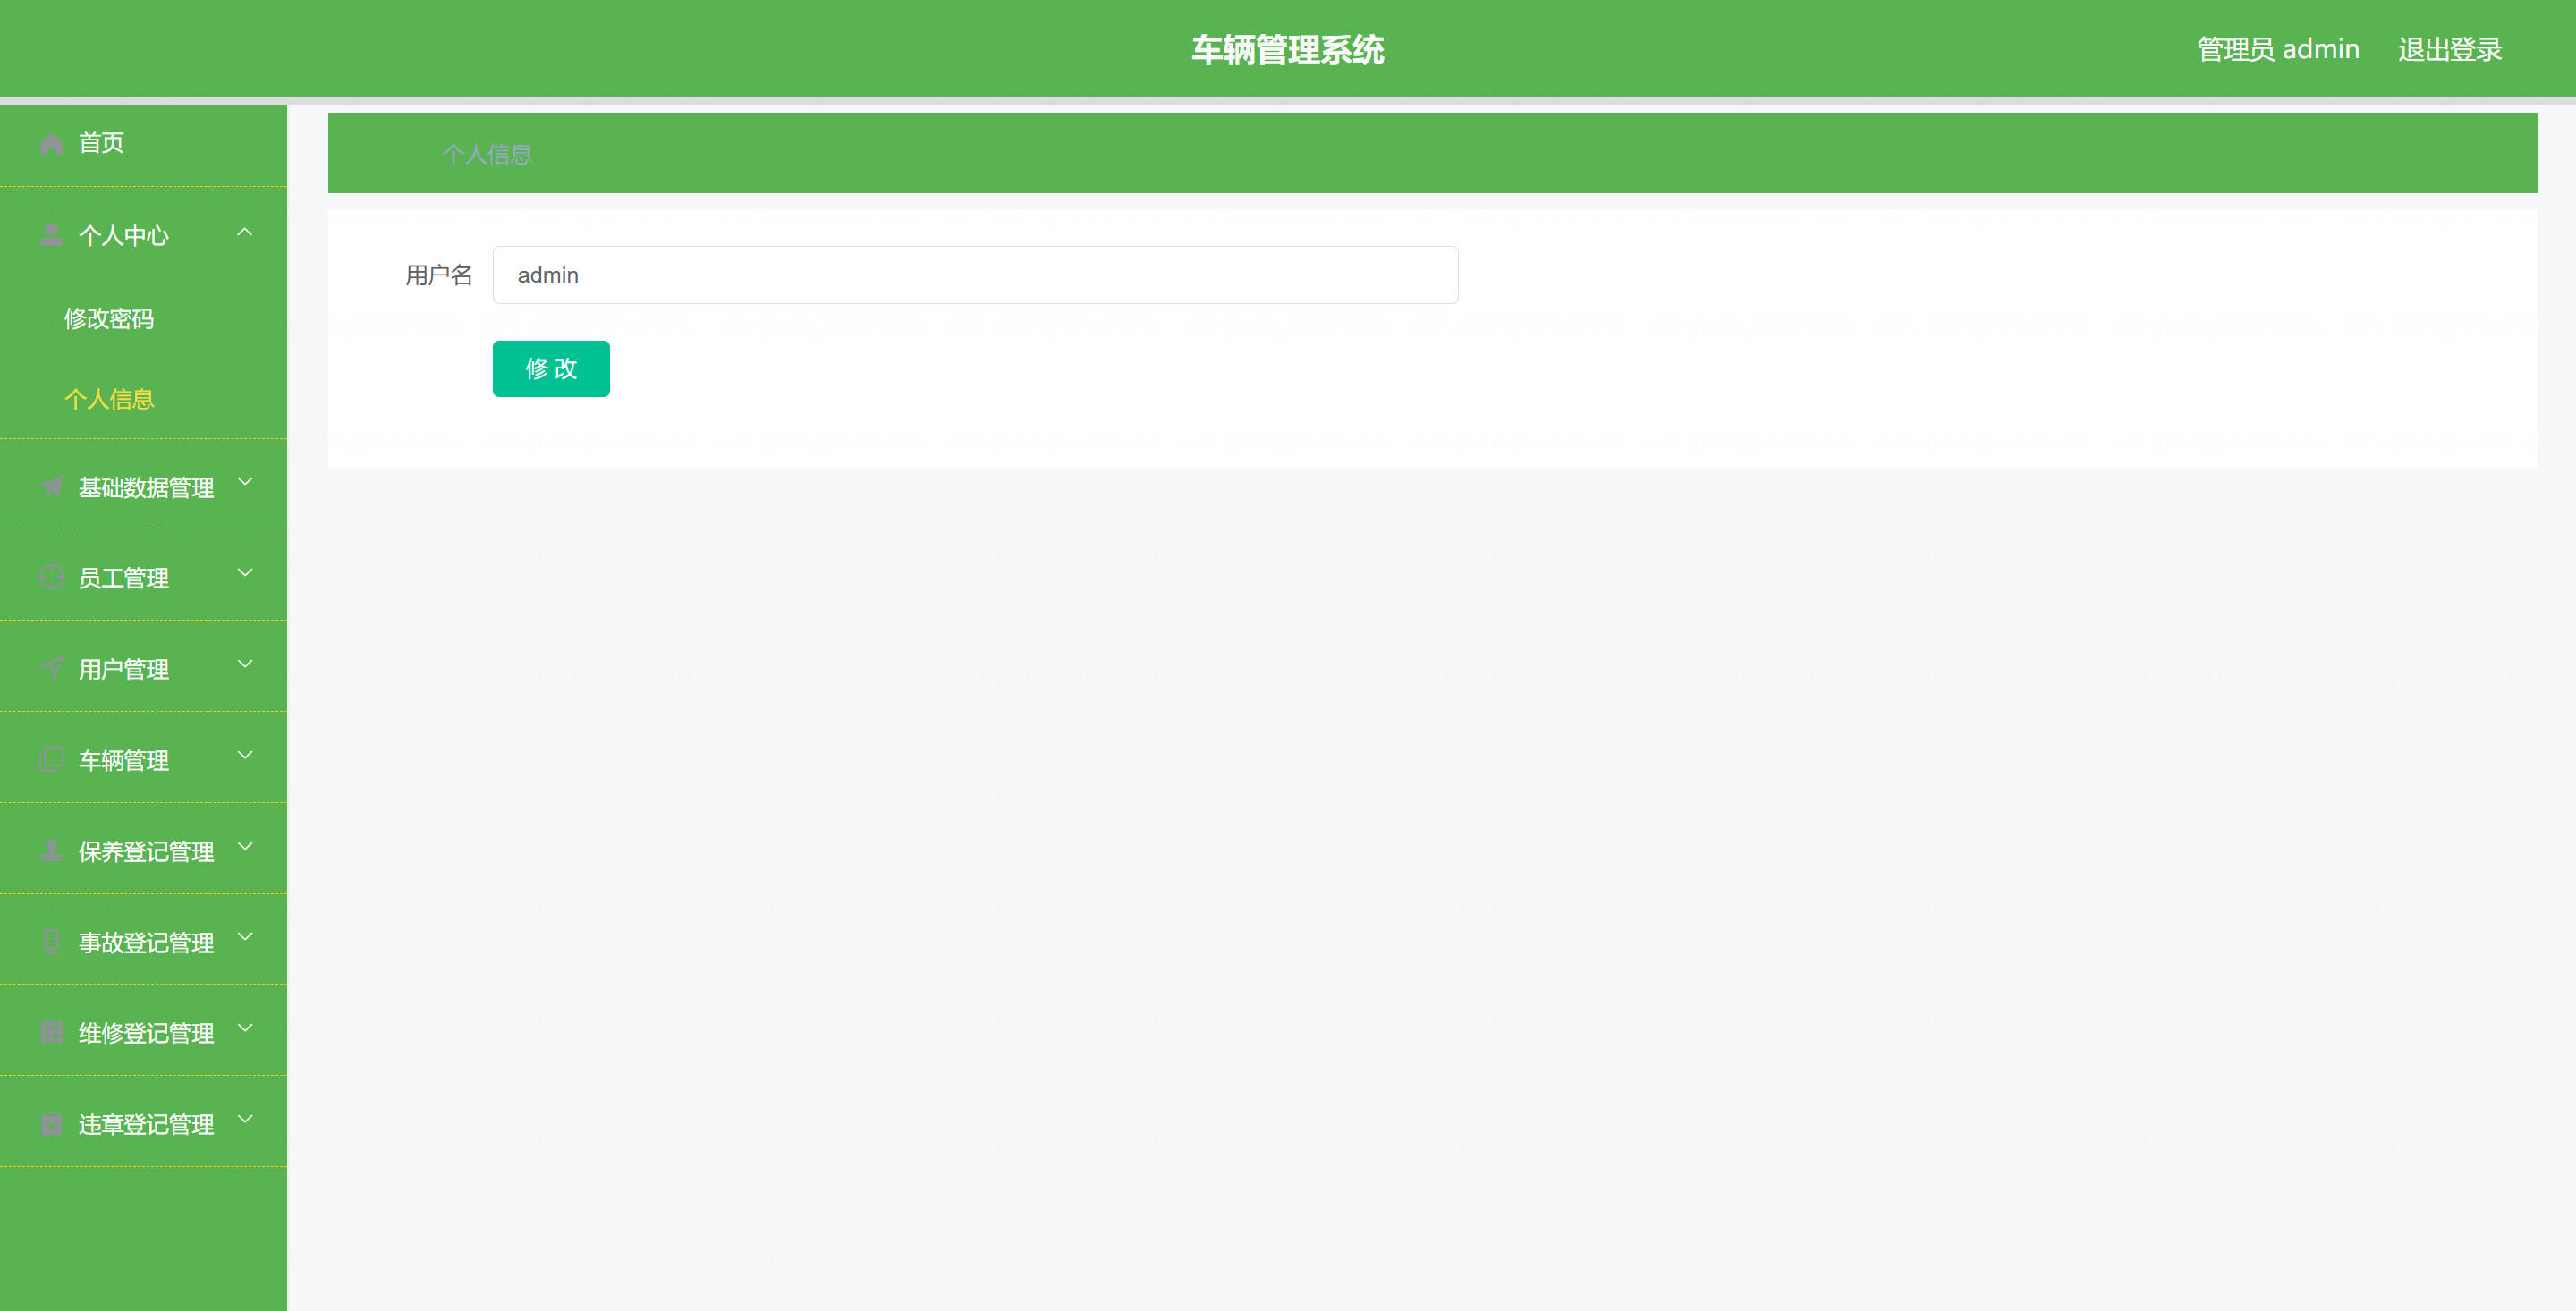 车辆管理系统
管理员 admin
退出登录
首页
个人中心
修改密码
个人信息
基础数据管理
员工管理
用户管理
车辆管理
保养登记管理
事故登记管理
维修登记管理
违章登记管理
个人信息
用户名
admin
修 改